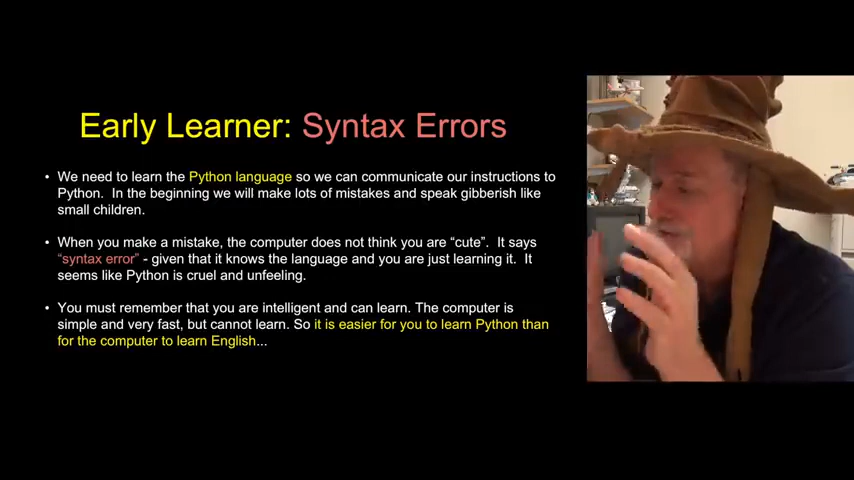 Early Learner: Syntax Errors
• We need to learn the Python language so we can communicate our instructions to
Python. In the beginning we will make lots of mistakes and speak gibberish like
small children.
• When you make a mistake, the computer does not think you are “cute”. It says
“syntax error” - given that it knows the language and you are just learning it. It
seems like Python is cruel and unfeeling.
• You must remember that you are intelligent and can learn. The computer is
simple and very fast, but cannot learn. So it is easier for you to learn Python than
for the computer to learn English...